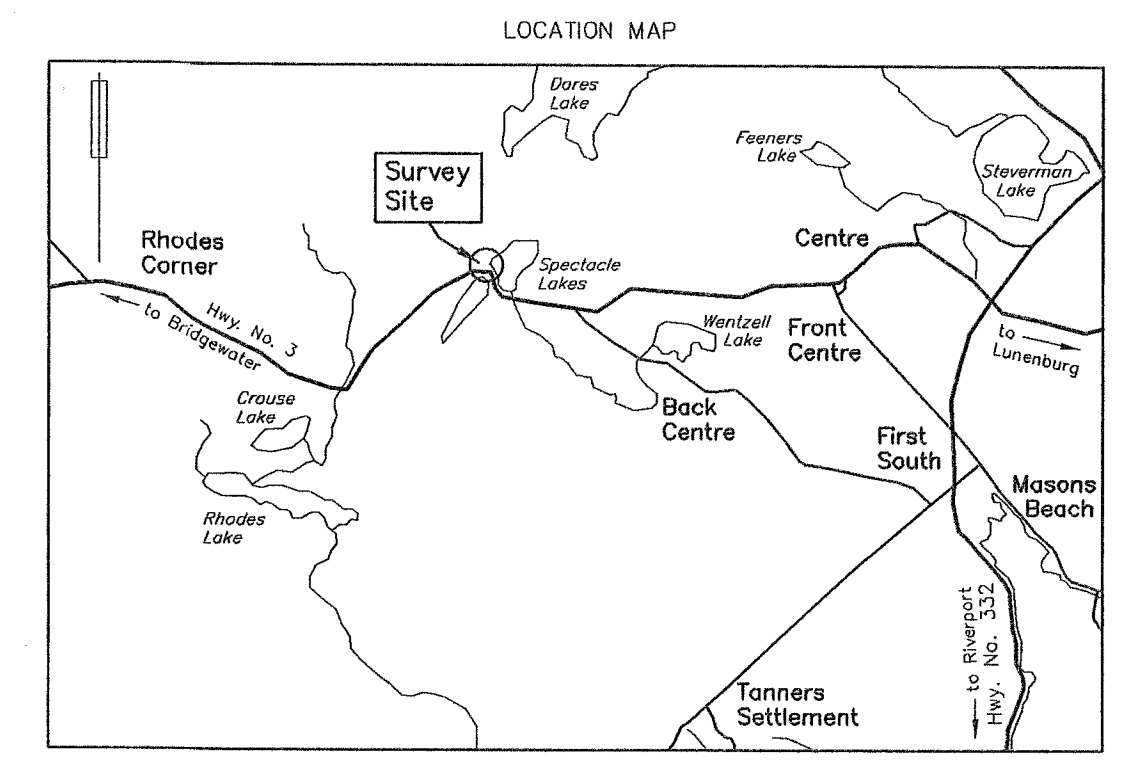 LOCATION MAP
Dares
Lake
Feeners
Lake
Steverman
Lake
Survey
Site
Rhodes
Corner
Centre
Spectacle
Lakes
to Bridgewater
Hwy. No. 3
Wentzell
Lake
Front
Centre
to
Lunenburg
Crouse
Lake
Back
Centre
First
South
Masons
Beach
Rhodes
Lake
to Riverport
Hwy. No. 332
Tanners
Settlement